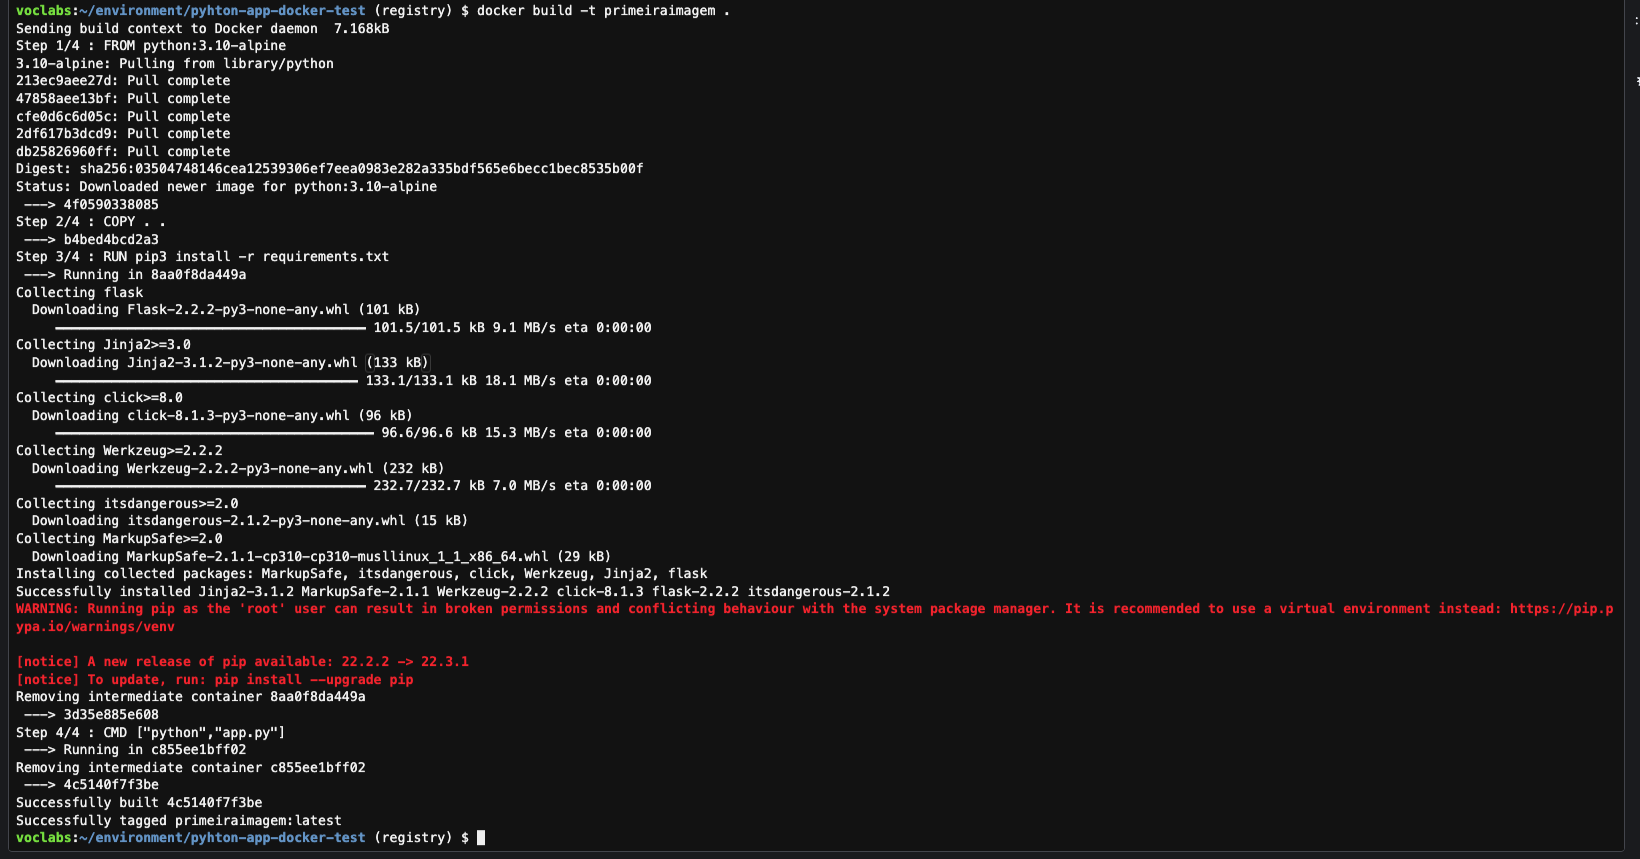 voclabs:~/environment/pyhton-app-docker-test (registry) $ docker build -t primeiraimagem .
Sending build context to Docker daemon  7.168kB
Step 1/4 : FROM python:3.10-alpine
3.10-alpine: Pulling from library/python
213ec9aee27d: Pull complete
47858aee13bf: Pull complete
cfe0d6c6d05c: Pull complete
2df617b3dcd9: Pull complete
db25826960ff: Pull complete
Digest: sha256:03504748146cea12539306ef7eea0983e282a335bdf565e6becc1bec8535b00f
Status: Downloaded newer image for python:3.10-alpine
 ---> 4f0590338085
Step 2/4 : COPY . .
 ---> b4bed4bcd2a3
Step 3/4 : RUN pip3 install -r requirements.txt
 ---> Running in 8aa0f8da449a
Collecting flask
  Downloading Flask-2.2.2-py3-none-any.whl (101 kB)
     101.5/101.5 kB 9.1 MB/s eta 0:00:00
Collecting Jinja2>=3.0
  Downloading Jinja2-3.1.2-py3-none-any.whl (133 kB)
     133.1/133.1 kB 18.1 MB/s eta 0:00:00
Collecting click>=8.0
  Downloading click-8.1.3-py3-none-any.whl (96 kB)
     96.6/96.6 kB 15.3 MB/s eta 0:00:00
Collecting Werkzeug>=2.2.2
  Downloading Werkzeug-2.2.2-py3-none-any.whl (232 kB)
     232.7/232.7 kB 7.0 MB/s eta 0:00:00
Collecting itsdangerous>=2.0
  Downloading itsdangerous-2.1.2-py3-none-any.whl (15 kB)
Collecting MarkupSafe>=2.0
  Downloading MarkupSafe-2.1.1-cp310-cp310-musllinux_1_1_x86_64.whl (29 kB)
Installing collected packages: MarkupSafe, itsdangerous, click, Werkzeug, Jinja2, flask
Successfully installed Jinja2-3.1.2 MarkupSafe-2.1.1 Werkzeug-2.2.2 click-8.1.3 flask-2.2.2 itsdangerous-2.1.2
WARNING: Running pip as the 'root' user can result in broken permissions and conflicting behaviour with the system package manager. It is recommended to use a virtual environment instead: https://pip.p
ypa.io/warnings/venv
[notice] A new release of pip available: 22.2.2 -> 22.3.1
[notice] To update, run: pip install --upgrade pip
Removing intermediate container 8aa0f8da449a
 ---> 3d35e885e608
Step 4/4 : CMD ["python","app.py"]
 ---> Running in c855ee1bff02
Removing intermediate container c855ee1bff02
 ---> 4c5140f7f3be
Successfully built 4c5140f7f3be
Successfully tagged primeiraimagem:latest
voclabs:~/environment/pyhton-app-docker-test (registry) $